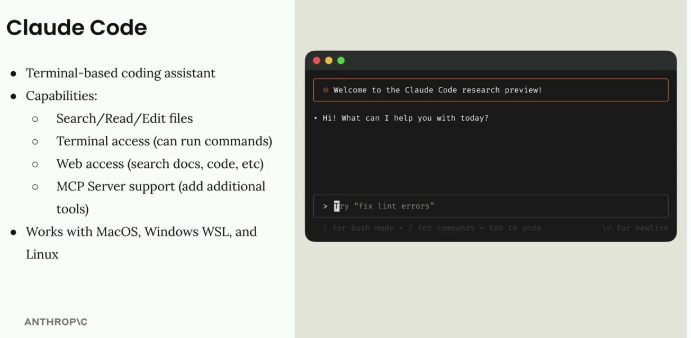 Claude Code
● Terminal-based coding assistant
● Capabilities:
○ Search/Read/Edit files
○ Terminal access (can run commands)
○ Web access (search docs, code, etc)
○ MCP Server support (add additional
tools)
● Works with MacOS, Windows WSL, and
Linux
ANTHROP\C
✻ Welcome to the Claude Code research preview!
• Hi! What can I help you with today?
> Try “fix lint errors”
! for bash mode • / for commands • tab to undo
\⏎ for newline